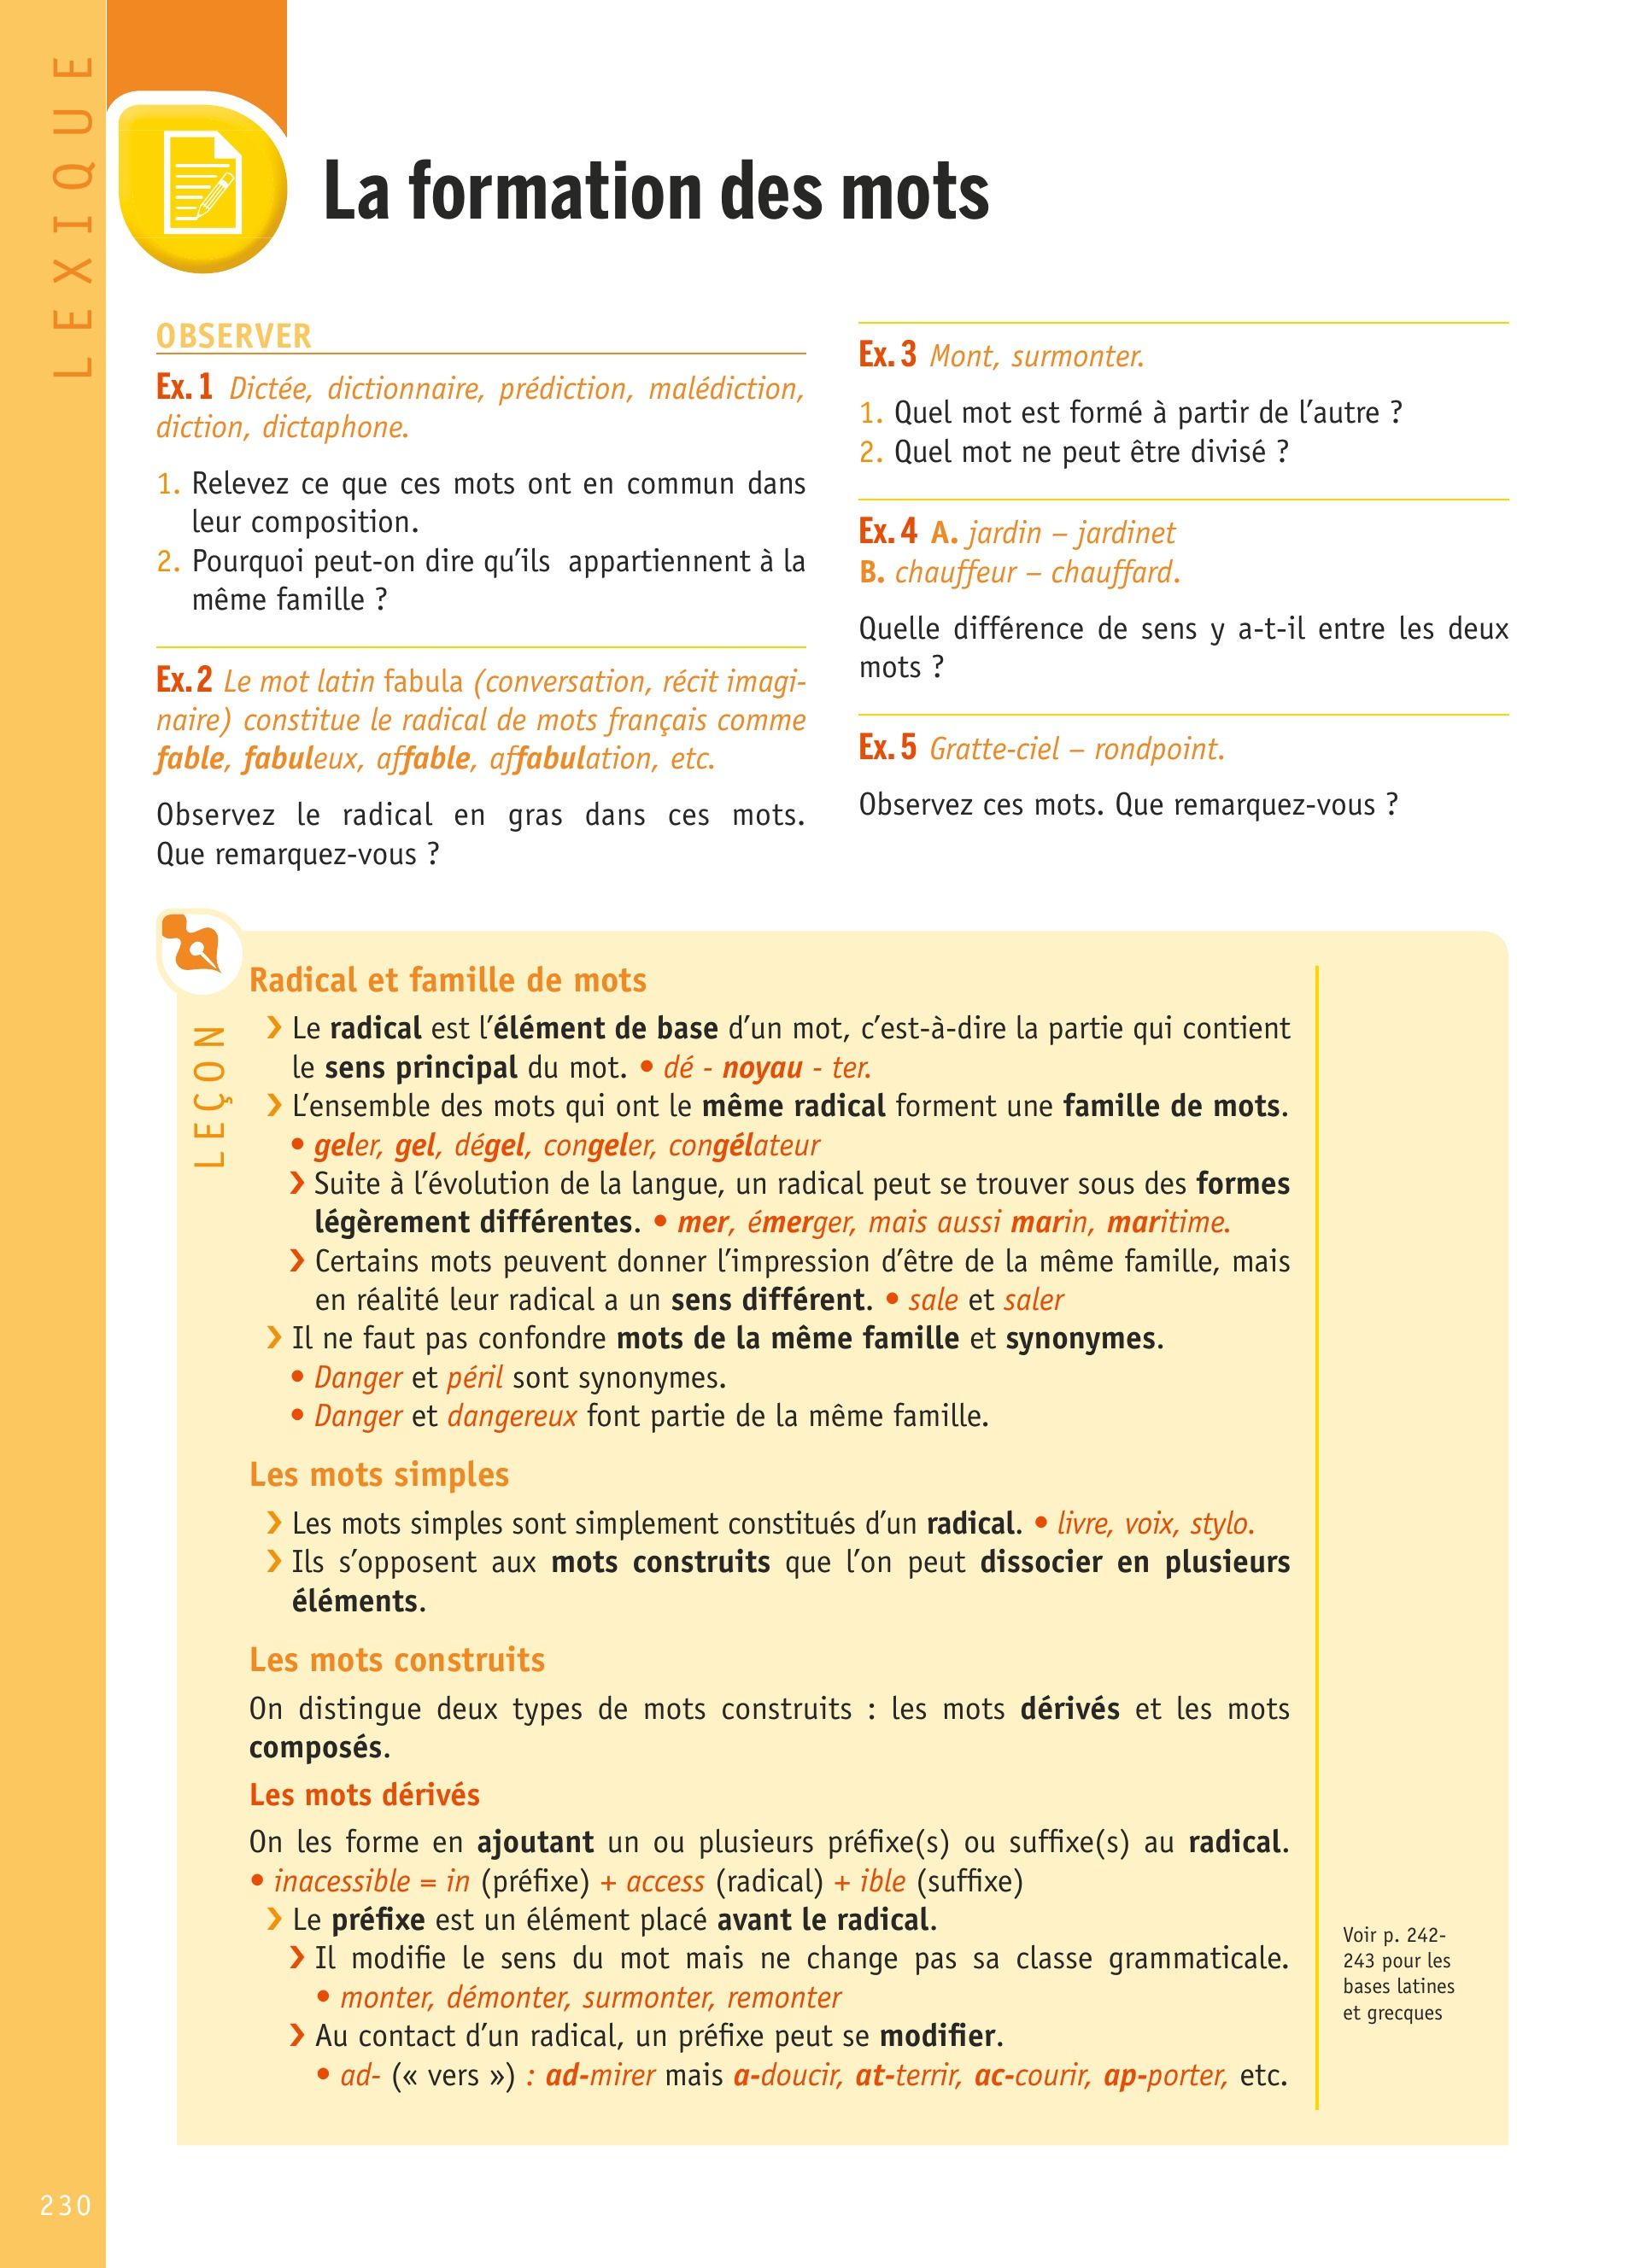 LEXIQUE
La formation des mots
OBSERVER
Ex. 1 Dictée, dictionnaire, prédiction, malédiction,
diction, dictaphone.
1. Relevez ce que ces mots ont en commun dans
leur composition.
2. Pourquoi peut-on dire qu’ils appartiennent à la
même famille ?
Ex. 2 Le mot latin fabula (conversation, récit imagi-
naire) constitue le radical de mots français comme
fable, fabuleux, affable, affabulation, etc.
Observez le radical en gras dans ces mots.
Que remarquez-vous ?
Ex. 3 Mont, surmonter.
1. Quel mot est formé à partir de l’autre ?
2. Quel mot ne peut être divisé ?
Ex. 4 A. jardin – jardinet
B. chauffeur – chauffard.
Quelle différence de sens y a-t-il entre les deux
mots ?
Ex. 5 Gratte-ciel – rondpoint.
Observez ces mots. Que remarquez-vous ?
LEÇON
Radical et famille de mots
› Le radical est l’élément de base d’un mot, c’est-à-dire la partie qui contient
le sens principal du mot. • dé - noyau - ter.
› L’ensemble des mots qui ont le même radical forment une famille de mots.
• geler, gel, dégel, congeler, congélateur
› Suite à l’évolution de la langue, un radical peut se trouver sous des formes
légèrement différentes. • mer, émerger, mais aussi marin, maritime.
› Certains mots peuvent donner l’impression d’être de la même famille, mais
en réalité leur radical a un sens différent. • sale et saler
› Il ne faut pas confondre mots de la même famille et synonymes.
• Danger et péril sont synonymes.
• Danger et dangereux font partie de la même famille.
Les mots simples
› Les mots simples sont simplement constitués d’un radical. • livre, voix, stylo.
› Ils s’opposent aux mots construits que l’on peut dissocier en plusieurs
éléments.
Les mots construits
On distingue deux types de mots construits : les mots dérivés et les mots
composés.
Les mots dérivés
On les forme en ajoutant un ou plusieurs préfixe(s) ou suffixe(s) au radical.
• inacessible = in (préfixe) + access (radical) + ible (suffixe)
› Le préfixe est un élément placé avant le radical.
› Il modifie le sens du mot mais ne change pas sa classe grammaticale.
• monter, démonter, surmonter, remonter
› Au contact d’un radical, un préfixe peut se modifier.
• ad- (« vers ») : ad-mirer mais a-doucir, at-terrir, ac-courir, ap-porter, etc.
Voir p. 242-
243 pour les
bases latines
et grecques
230